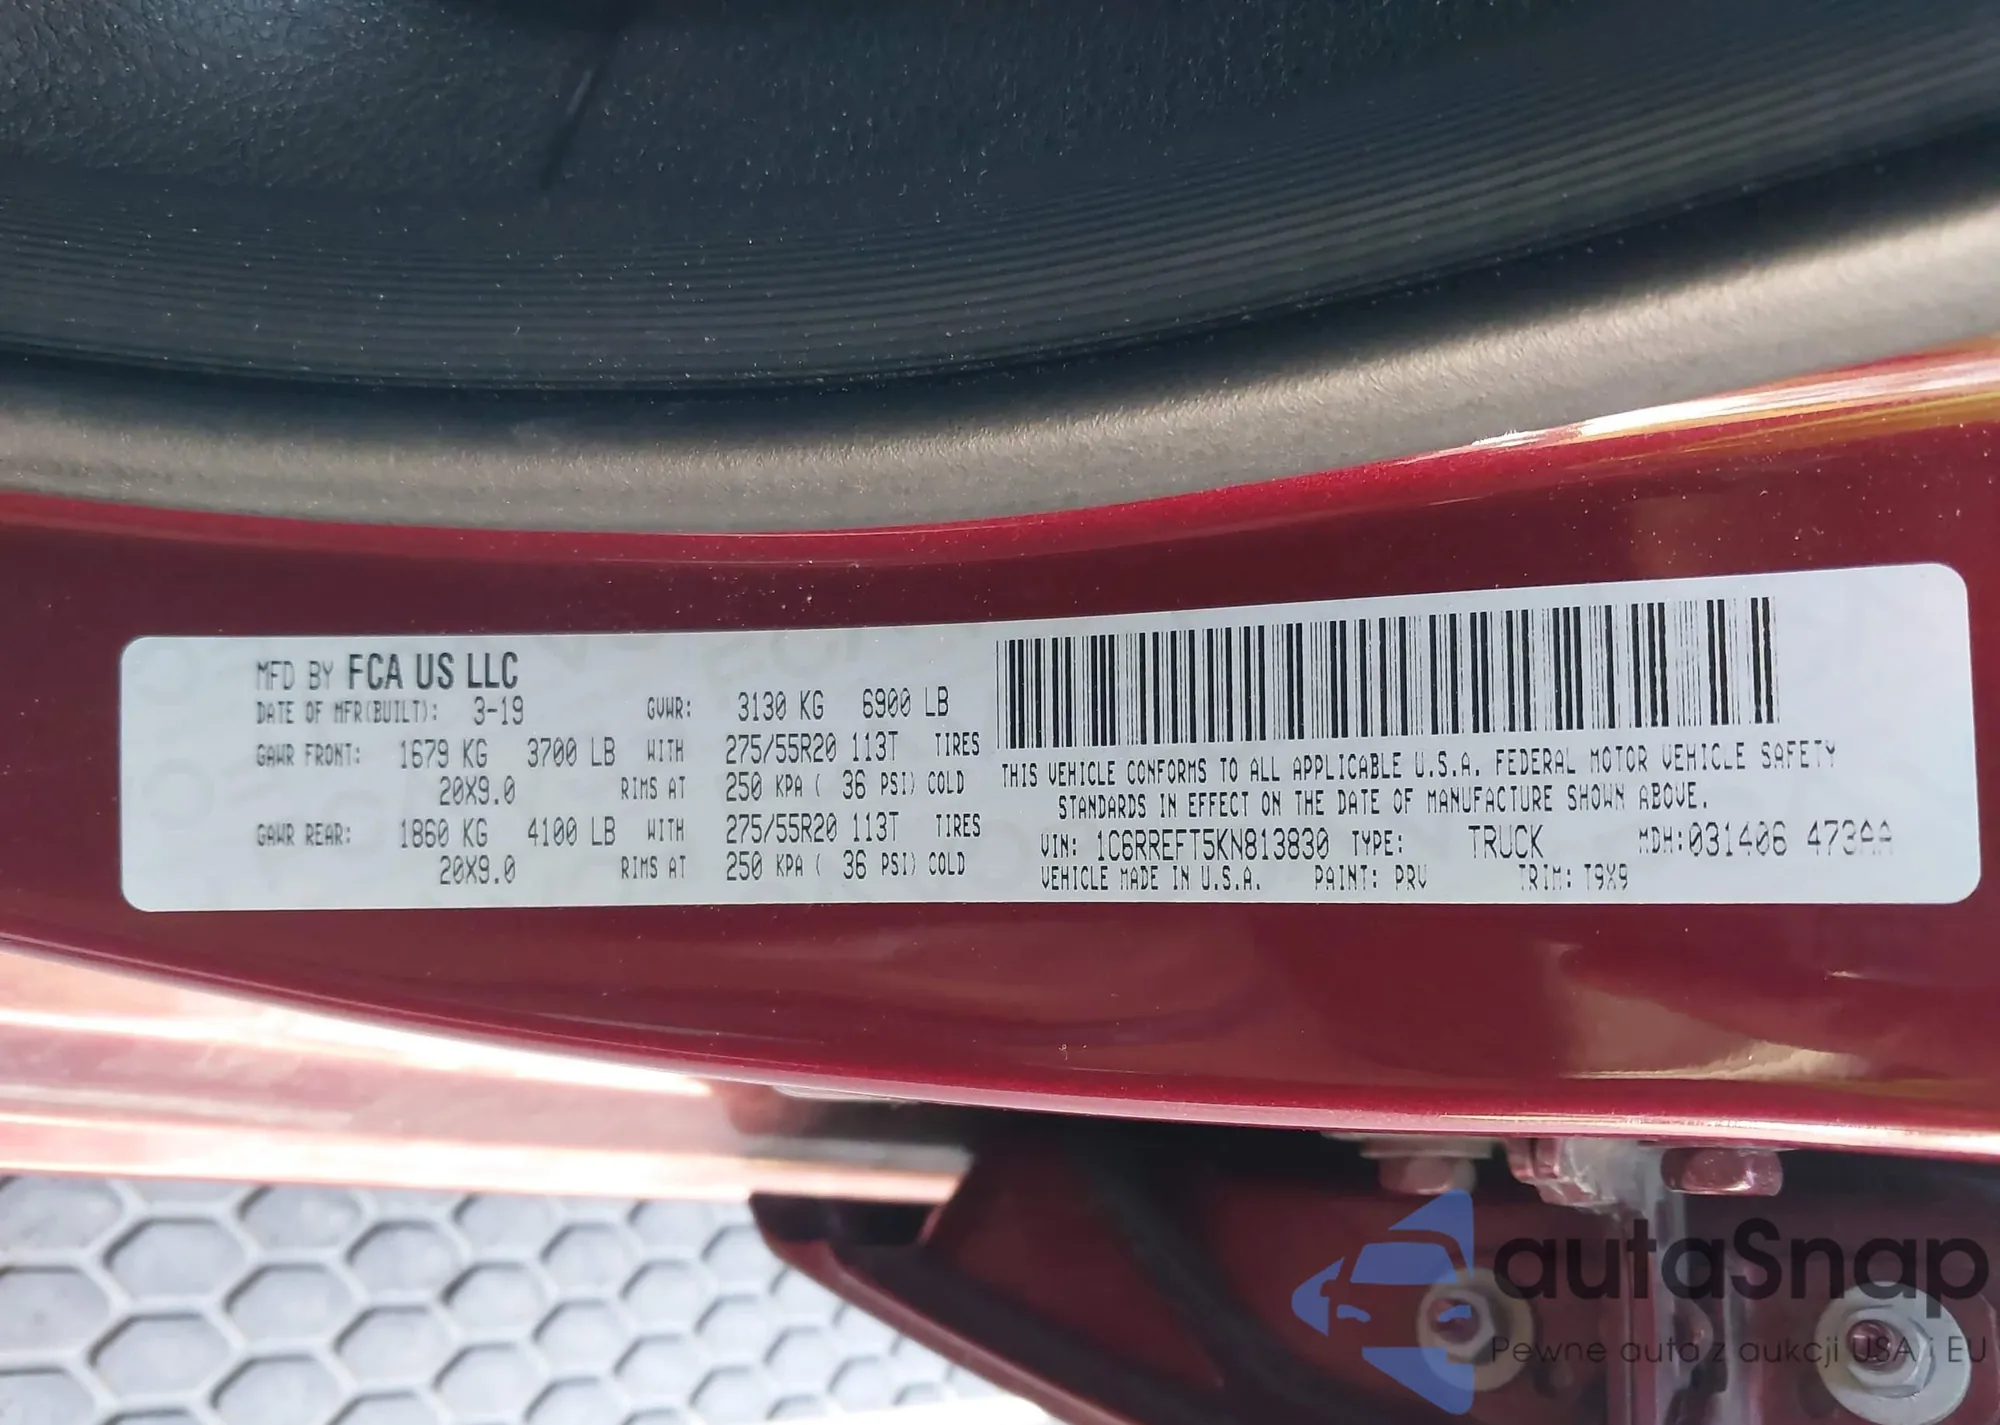 MFD BY FCA US LLC
DATE OF MFR(BUILT): 3-19 GVWR: 3130 KG 6900 LB
GAWR FRONT: 1679 KG 3700 LB WITH 275/55R20 113T TIRES
20X9.0 RIMS AT 250 KPA ( 36 PSI) COLD
GAWR REAR: 1860 KG 4100 LB WITH 275/55R20 113T TIRES
20X9.0 RIMS AT 250 KPA ( 36 PSI) COLD
THIS VEHICLE CONFORMS TO ALL APPLICABLE U.S.A. FEDERAL MOTOR VEHICLE SAFETY
STANDARDS IN EFFECT ON THE DATE OF MANUFACTURE SHOWN ABOVE.
VIN: 1C6RREFT5KN813830 TYPE: TRUCK MDH:031406 473AA
VEHICLE MADE IN U.S.A. PAINT: PRV TRIM: T9X9
autaSnap
Pewne auta z aukcji USA i EU